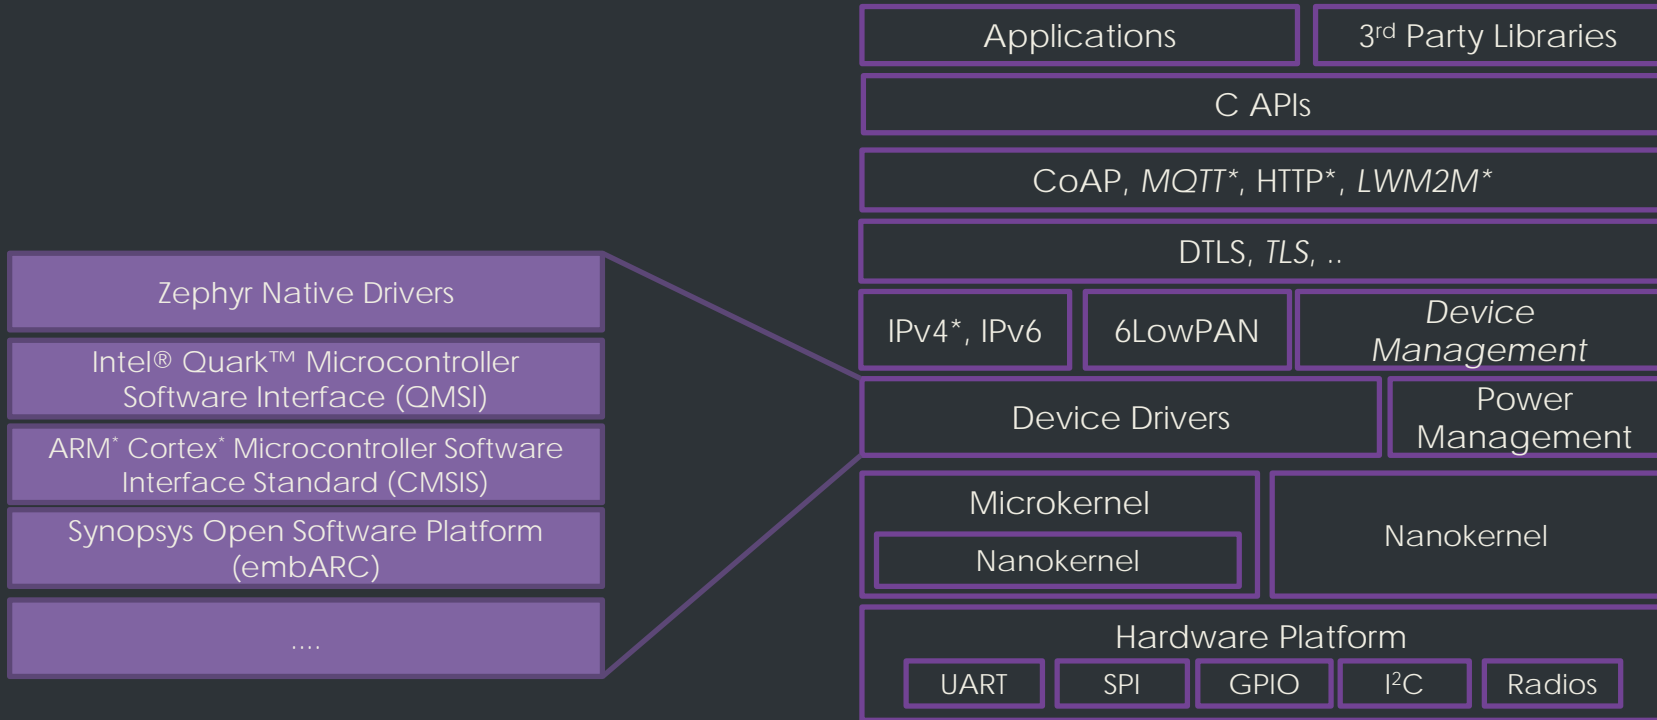 Applications
3rd Party Libraries
C APIs
CoAP, MQTT*, HTTP*, LWM2M*
DTLS, TLS, ..
IPv4*, IPv6
6LowPAN
Device
Management
Device Drivers
Power
Management
Microkernel
Nanokernel
Nanokernel
Hardware Platform
UART
SPI
GPIO
I²C
Radios
Zephyr Native Drivers
Intel® Quark™ Microcontroller
Software Interface (QMSI)
ARM* Cortex* Microcontroller Software
Interface Standard (CMSIS)
Synopsys Open Software Platform
(embARC)
....